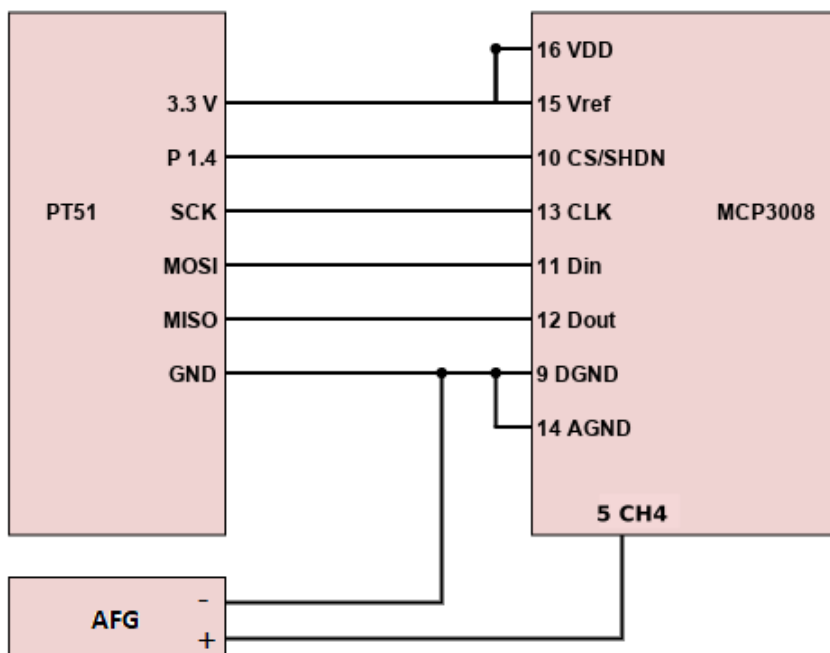 16 VDD
3.3 V
15 Vref
P 1.4
10 CS/SHDN
PT51
SCK
13 CLK
MCP3008
MOSI
11 Din
MISO
12 Dout
GND
9 DGND
14 AGND
5 CH4
AFG
-
+